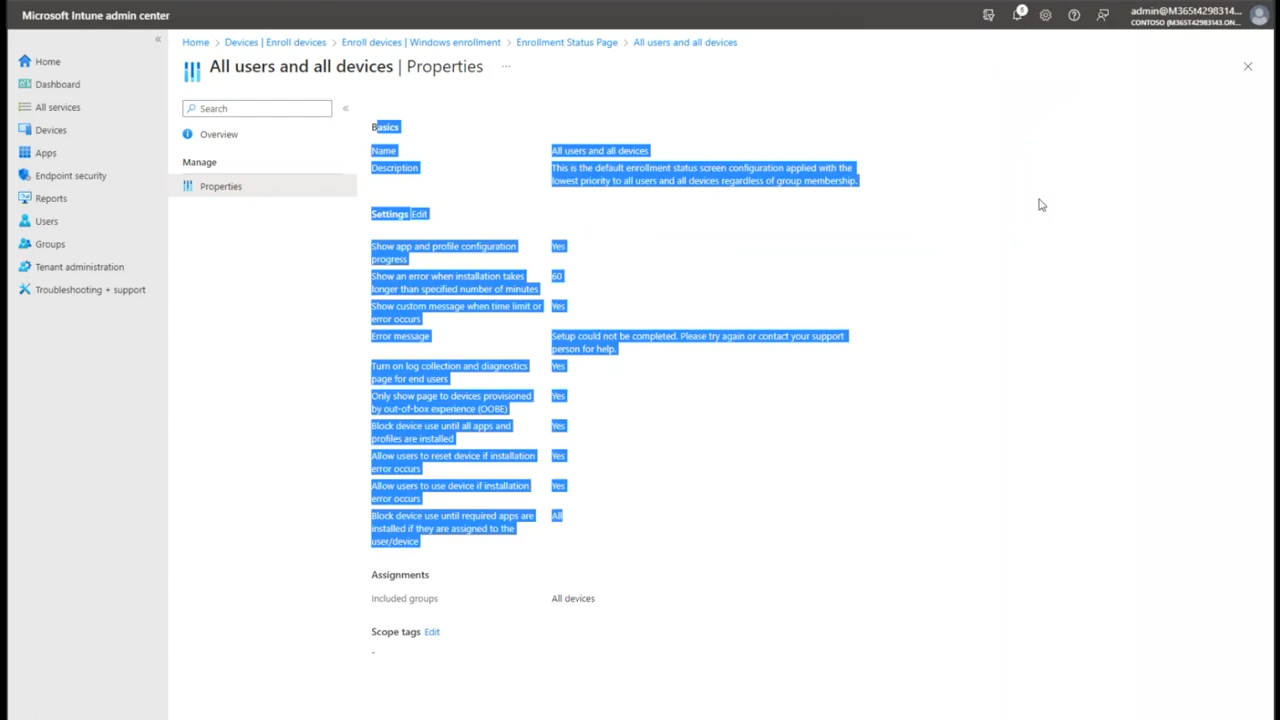 Microsoft Intune admin center
6
admin@M365t4298314...
CONTOSO (M365T4298143.ON...
«
Home
Dashboard
All services
Devices
Apps
Endpoint security
Reports
Users
Groups
Tenant administration
Troubleshooting + support
Home > Devices | Enroll devices > Enroll devices | Windows enrollment > Enrollment Status Page > All users and all devices
All users and all devices | Properties ...
Search
«
Overview
Manage
Properties
Basics
Name All users and all devices
Description This is the default enrollment status screen configuration applied with the
lowest priority to all users and all devices regardless of group membership.
Settings Edit
Show app and profile configuration Yes
progress
Show an error when installation takes 60
longer than specified number of minutes
Show custom message when time limit or Yes
error occurs
Error message Setup could not be completed. Please try again or contact your support
person for help.
Turn on log collection and diagnostics Yes
page for end users
Only show page to devices provisioned Yes
by out-of-box experience (OOBE)
Block device use until all apps and Yes
profiles are installed
Allow users to reset device if installation Yes
error occurs
Allow users to use device if installation Yes
error occurs
Block device use until required apps are All
installed if they are assigned to the
user/device
Assignments
Included groups All devices
Scope tags Edit
-